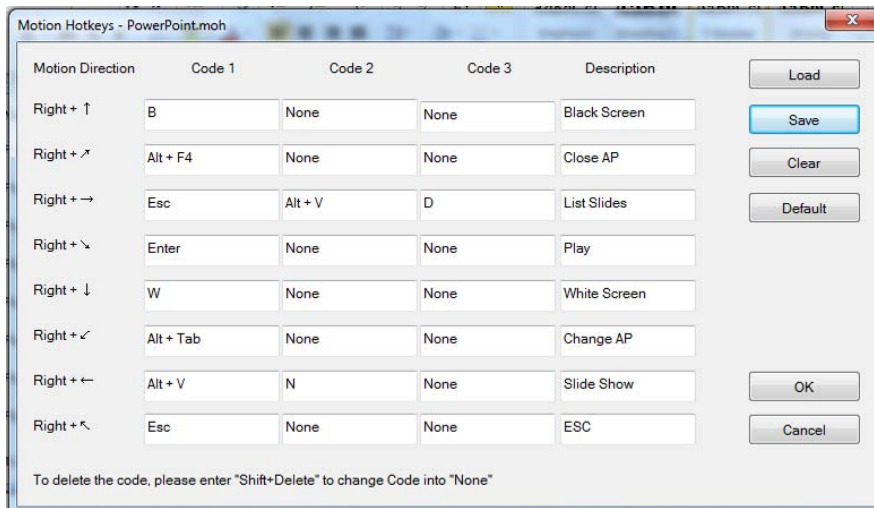 Motion Hotkeys - PowerPoint.moh
Motion Direction Code 1 Code 2 Code 3 Description Load
Right + ↑ B None None Black Screen Save
Right + ↗ Alt + F4 None None Close AP Clear
Right + → Esc Alt + V D List Slides Default
Right + ↘ Enter None None Play
Right + ↓ W None None White Screen
Right + ↙ Alt + Tab None None Change AP
Right + ← Alt + V N None Slide Show OK
Right + ↖ Esc None None ESC Cancel
To delete the code, please enter "Shift+Delete" to change Code into "None"